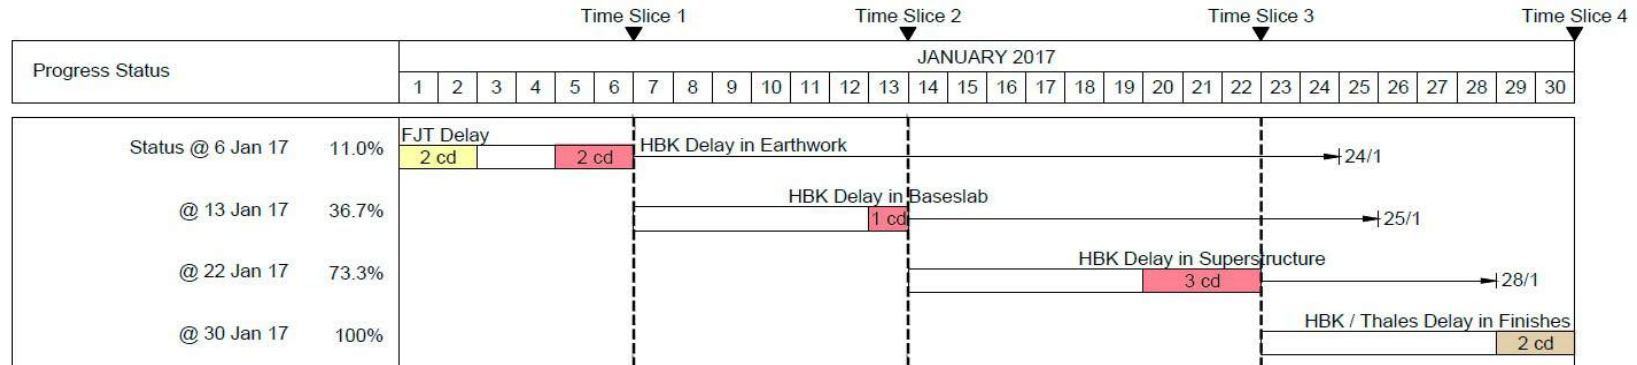 Time Slice 1 Time Slice 2 Time Slice 3 Time Slice 4
Progress Status
JANUARY 2017
1 2 3 4 5 6 7 8 9 10 11 12 13 14 15 16 17 18 19 20 21 22 23 24 25 26 27 28 29 30
FJT Delay
Status @ 6 Jan 17 11.0% 2 cd 2 cd HBK Delay in Earthwork 24/1
HBK Delay in Baseslab
@ 13 Jan 17 36.7% 1 cd 25/1
HBK Delay in Superstructure
@ 22 Jan 17 73.3% 3 cd 28/1
HBK / Thales Delay in Finishes
@ 30 Jan 17 100% 2 cd